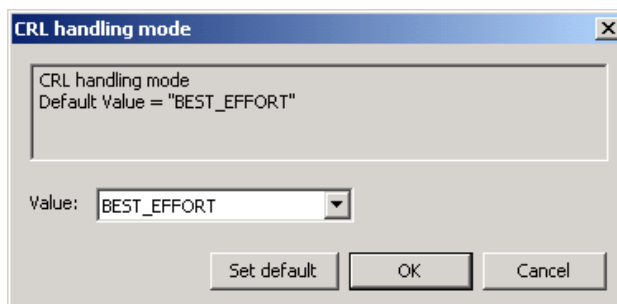 CRL handling mode
CRL handling mode
Default Value = "BEST_EFFORT"
Value: BEST_EFFORT
Set default OK Cancel